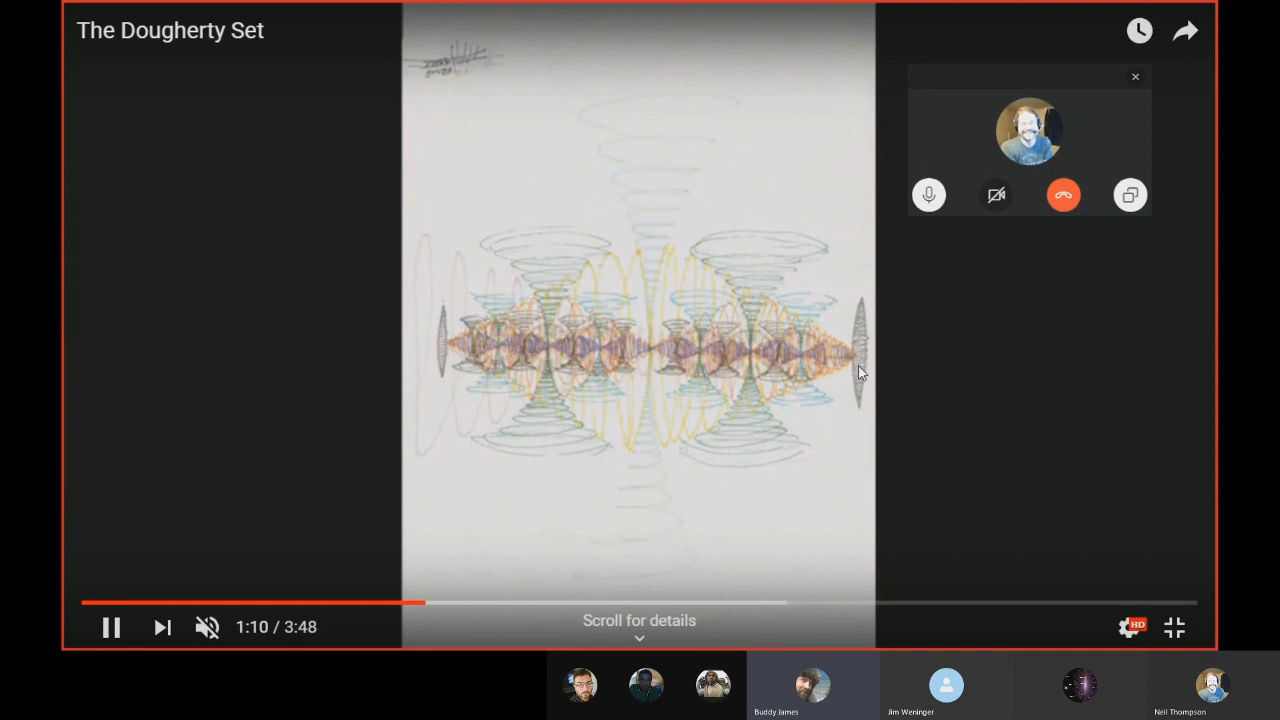 The Dougherty Set
1:10 / 3:48
Scroll for details
HD
Buddy James
Jim Weninger
Neil Thompson